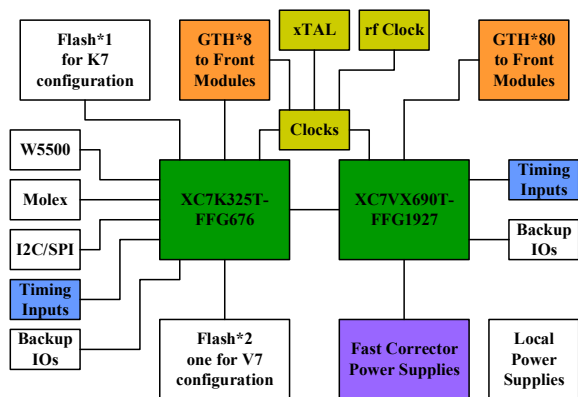 Flash*1
for K7
configuration
GTH*8
to Front
Modules
xTAL
rf Clock
GTH*80
to Front
Modules
Clocks
W5500
Molex
I2C/SPI
Timing
Inputs
Backup
IOs
XC7K325T-
FFG676
XC7VX690T-
FFG1927
Timing
Inputs
Backup
IOs
Flash*2
one for V7
configuration
Fast Corrector
Power Supplies
Local
Power
Supplies